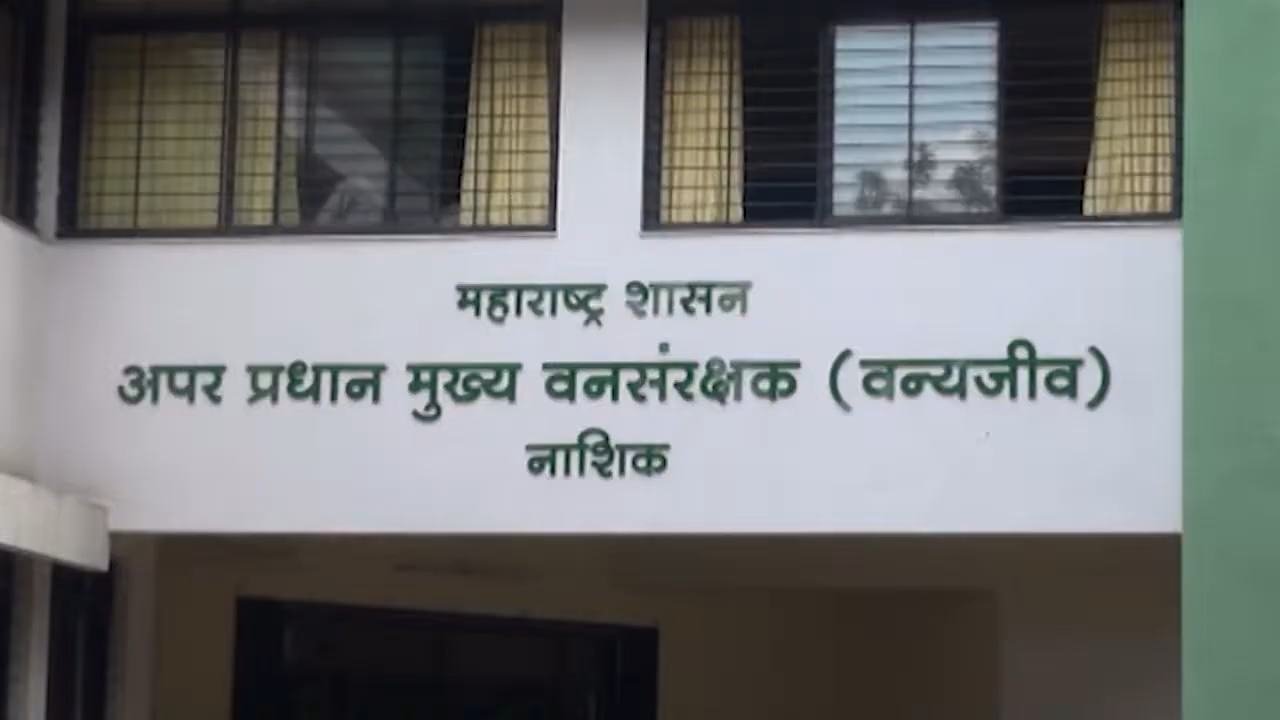 महाराष्ट्र शासन
अपर प्रधान मुख्य वनसंरक्षक (वन्यजीव)
नाशिक